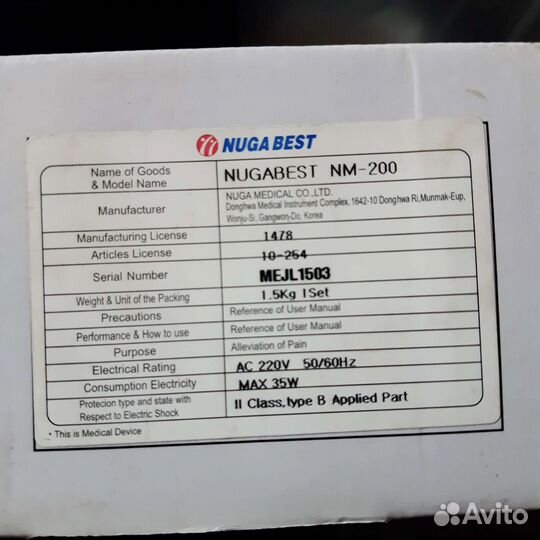 NUGA BEST
Name of Goods & Model Name NUGABEST NM-200
Manufacturer NUGA MEDICAL CO.,LTD.
Donghwa Medical Instrument Complex, 1642-10 Donghwa Ri,Munmak-Eup,
Wonju-Si, Gangwon-Do, Korea
Manufacturing License 1478
Articles License 10-254
Serial Number MEJL1503
Weight & Unit of the Packing 1.5Kg 1Set
Precautions Reference of User Manual
Performance & How to use Reference of User Manual
Purpose Alleviation of Pain
Electrical Rating AC 220V 50/60Hz
Consumption Electricity MAX 35W
Protecion type and state with
Respect to Electric Shock II Class,type B Applied Part
* This is Medical Device
Avito